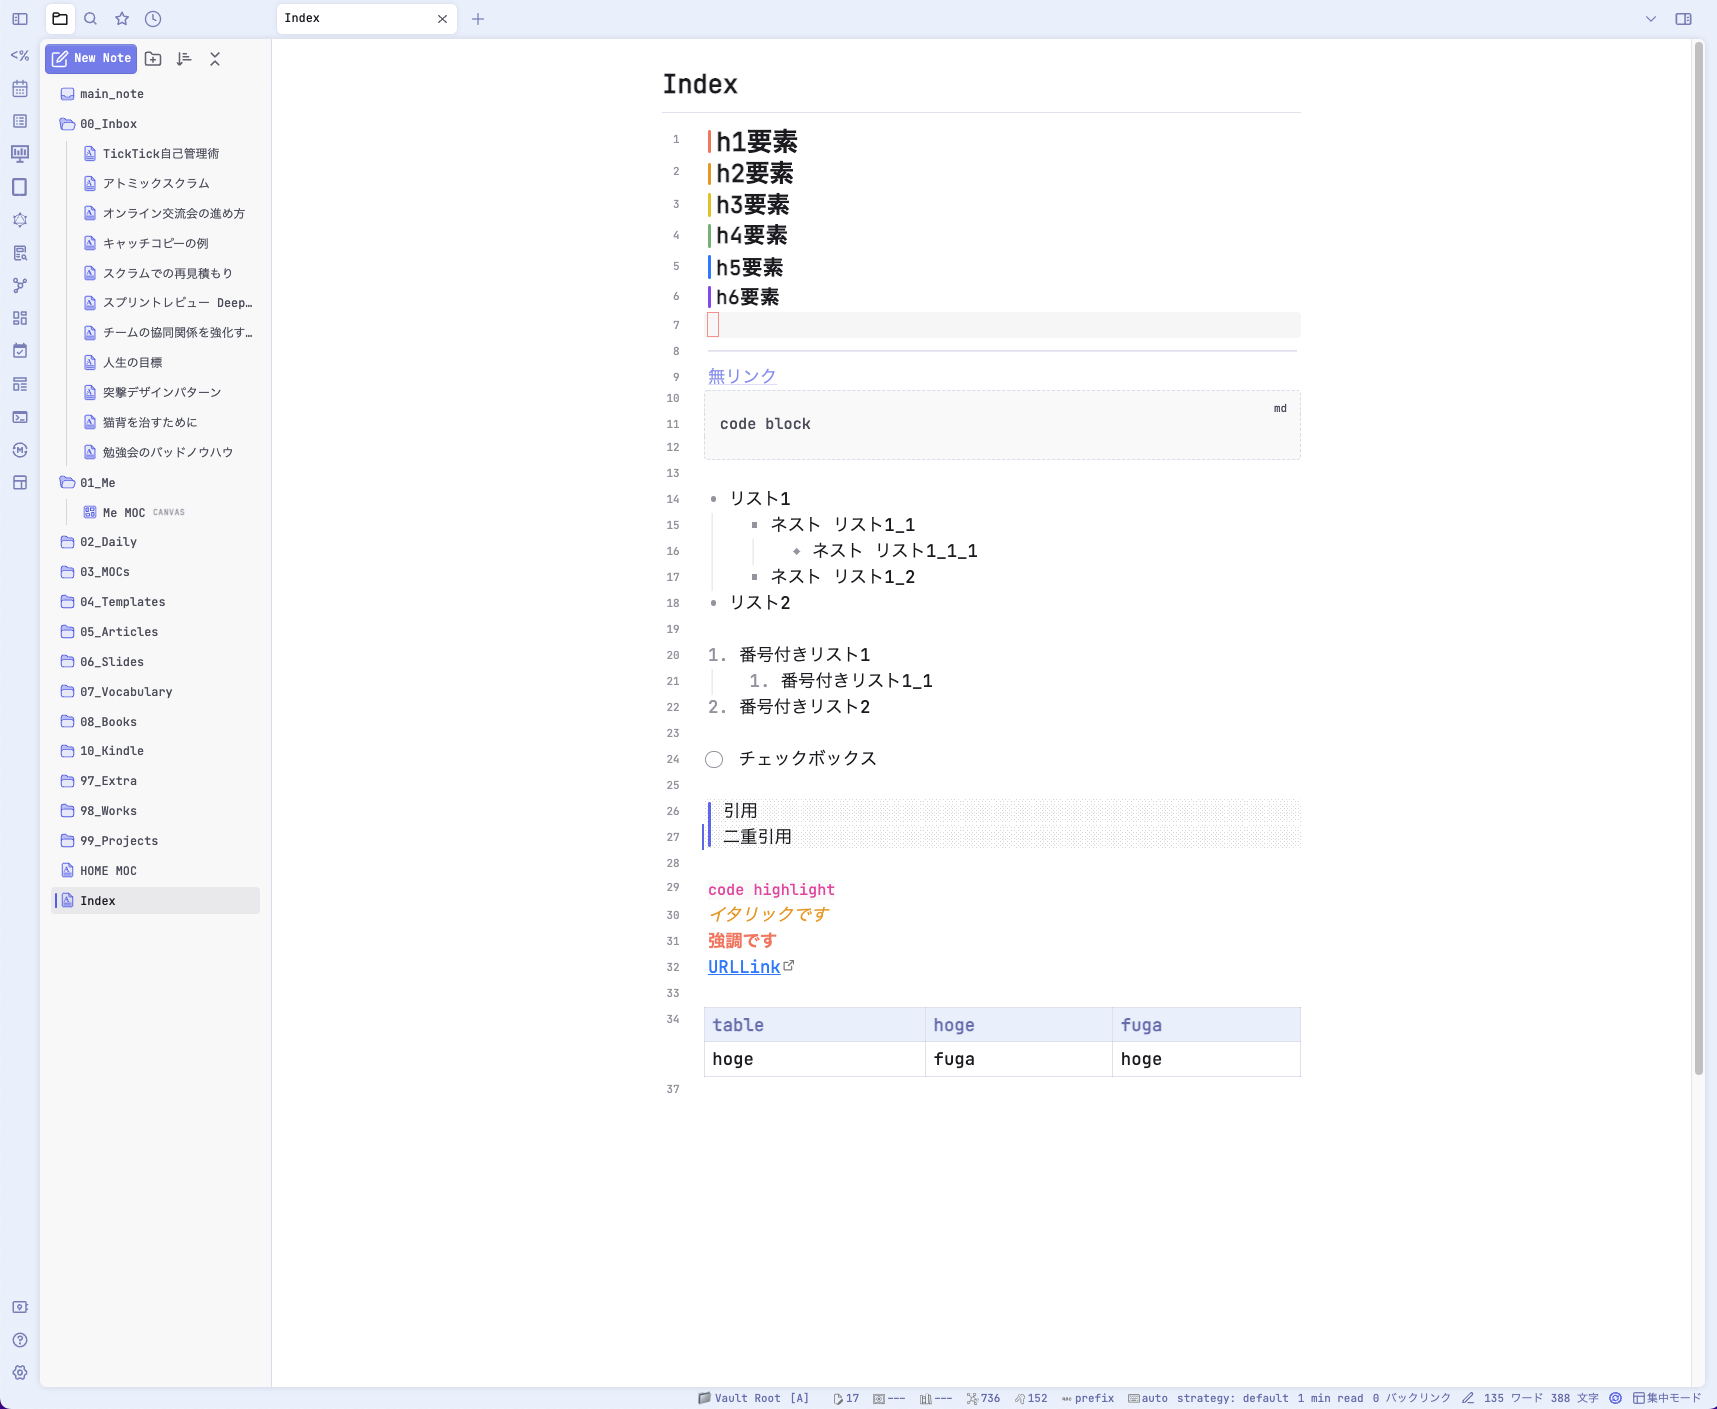 Index
New Note
main_note
00_Inbox
TickTick自己管理術
アトミックスクラム
オンライン交流会の進め方
キャッチコピーの例
スクラムでの再見積もり
スプリントレビュー Deep…
チームの協同関係を強化す…
人生の目標
突撃デザインパターン
猫背を治すために
勉強会のバッドノウハウ
01_Me
Me MOC CANVAS
02_Daily
03_MOCs
04_Templates
05_Articles
06_Slides
07_Vocabulary
08_Books
10_Kindle
97_Extra
98_Works
99_Projects
HOME MOC
Index
Index
1 h1要素
2 h2要素
3 h3要素
4 h4要素
5 h5要素
6 h6要素
7
8
9 無リンク
10 md
11 code block
12
13
14 リスト1
15 ネスト リスト1_1
16 ネスト リスト1_1_1
17 ネスト リスト1_2
18 リスト2
19
20 1. 番号付きリスト1
21 1. 番号付きリスト1_1
22 2. 番号付きリスト2
23
24 チェックボックス
25
26 引用
27 二重引用
28
29 code highlight
30 イタリックです
31 強調です
32 URLLink
33
34 table hoge fuga
hoge fuga hoge
37
Vault Root [A] 17 --- --- 736 152 prefix auto strategy: default 1 min read 0 バックリンク 135 ワード 388 文字 集中モード